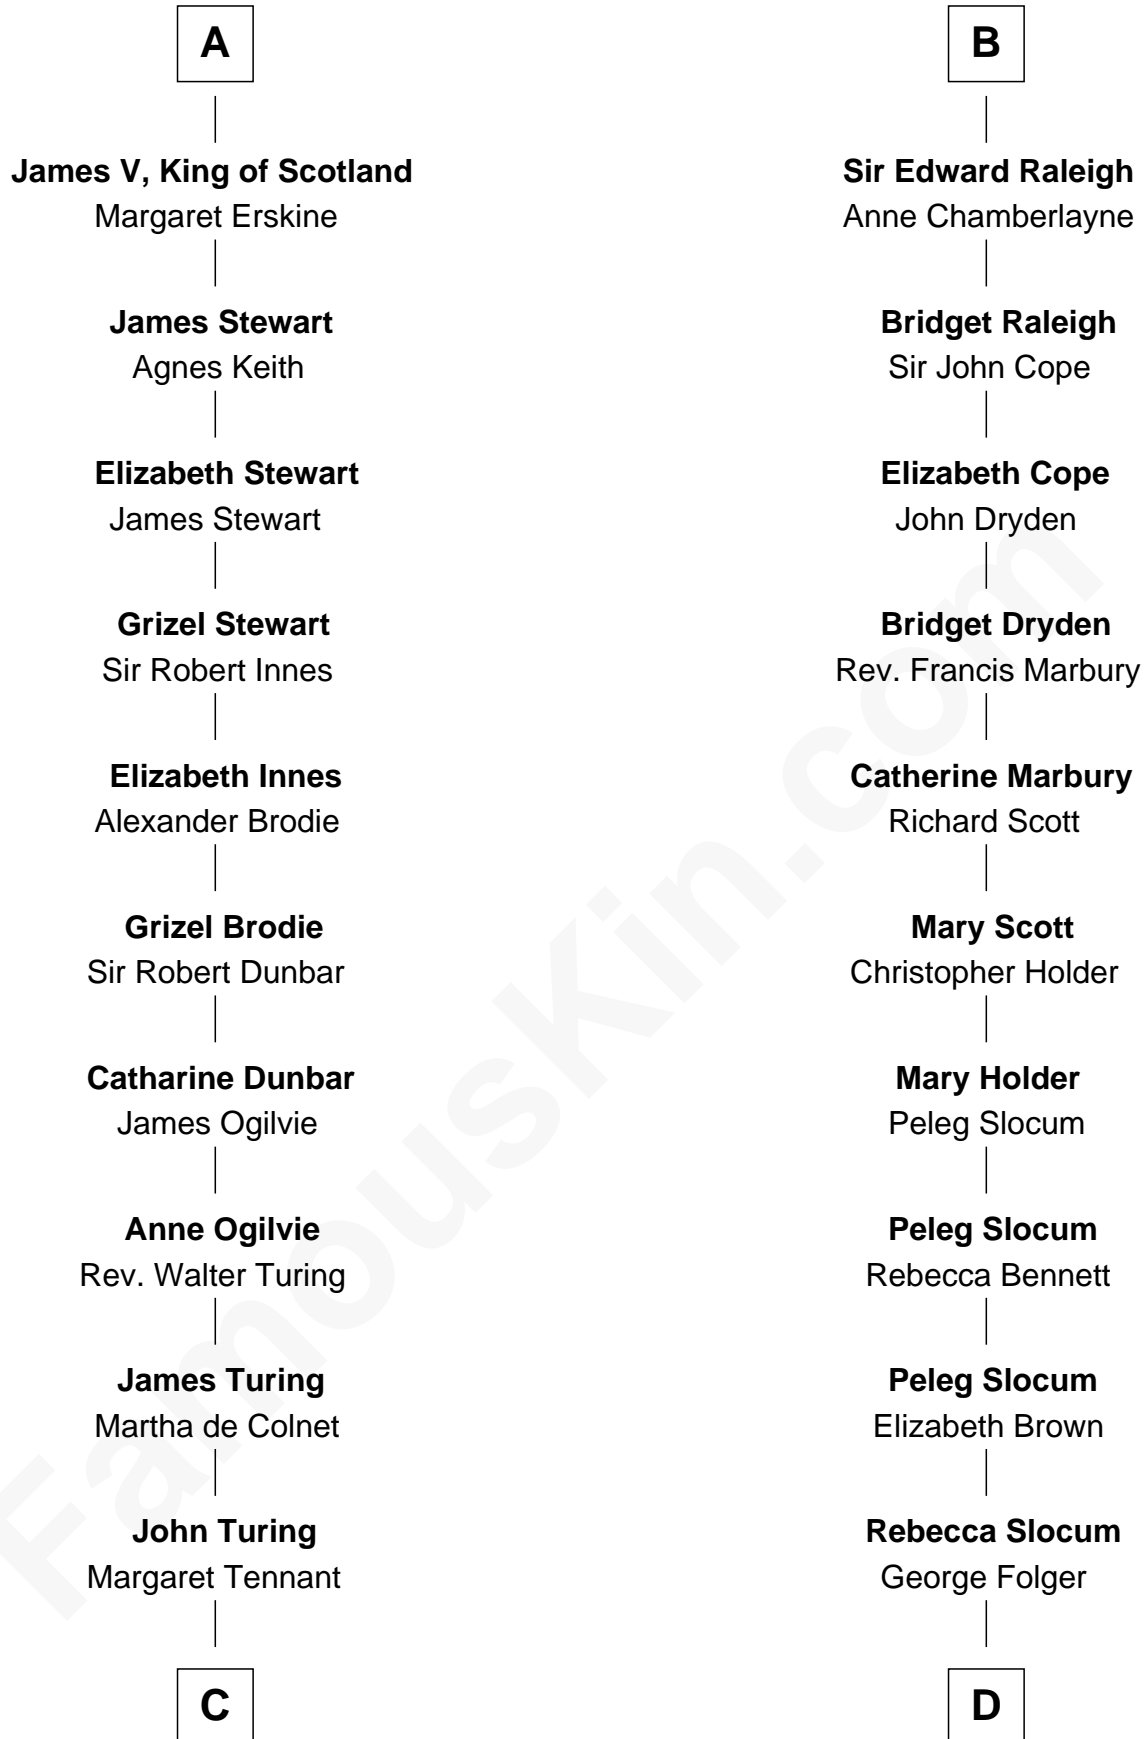 A
James V, King of Scotland
Margaret Erskine
James Stewart
Agnes Keith
Elizabeth Stewart
James Stewart
Grizel Stewart
Sir Robert Innes
Elizabeth Innes
Alexander Brodie
Grizel Brodie
Sir Robert Dunbar
Catharine Dunbar
James Ogilvie
Anne Ogilvie
Rev. Walter Turing
James Turing
Martha de Colnet
John Turing
Margaret Tennant
C
B
Sir Edward Raleigh
Anne Chamberlayne
Bridget Raleigh
Sir John Cope
Elizabeth Cope
John Dryden
Bridget Dryden
Rev. Francis Marbury
Catherine Marbury
Richard Scott
Mary Scott
Christopher Holder
Mary Holder
Peleg Slocum
Peleg Slocum
Rebecca Bennett
Peleg Slocum
Elizabeth Brown
Rebecca Slocum
George Folger
D
FamousKin.com